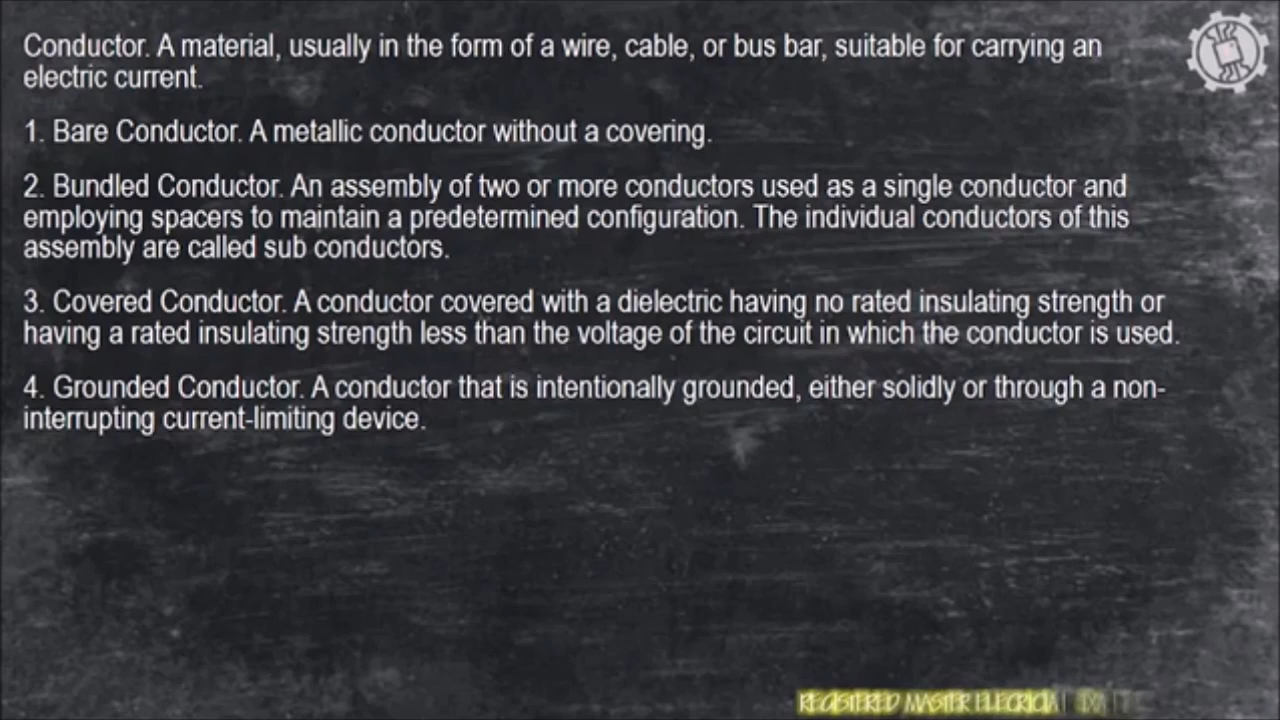 Conductor. A material, usually in the form of a wire, cable, or bus bar, suitable for carrying an
electric current.
1. Bare Conductor. A metallic conductor without a covering.
2. Bundled Conductor. An assembly of two or more conductors used as a single conductor and
employing spacers to maintain a predetermined configuration. The individual conductors of this
assembly are called sub conductors.
3. Covered Conductor. A conductor covered with a dielectric having no rated insulating strength or
having a rated insulating strength less than the voltage of the circuit in which the conductor is used.
4. Grounded Conductor. A conductor that is intentionally grounded, either solidly or through a non-
interrupting current-limiting device.
REGISTERED MASTER